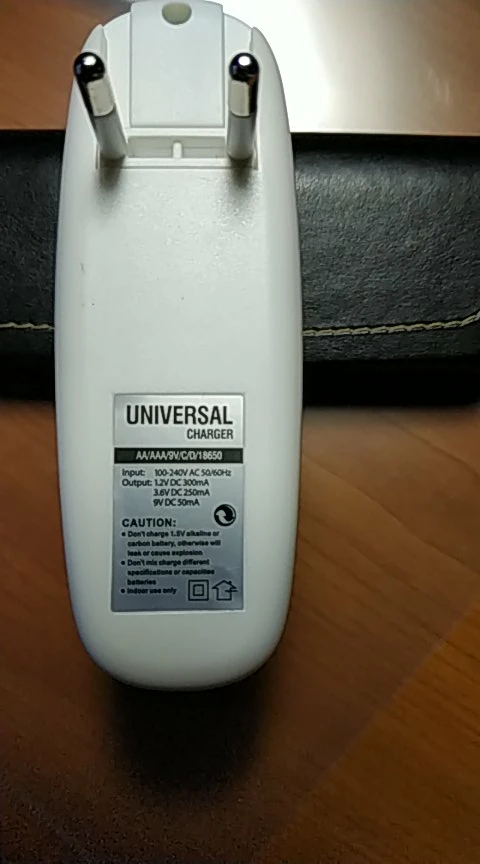 UNIVERSAL
CHARGER
AA/AAA/9V/C/D/18650
Input: 100-240V AC 50/60Hz
Output: 1.2V DC 300mA
3.6V DC 250mA
9V DC 50mA
CAUTION:
• Don't charge 1.5V alkaline or
carbon battery, otherwise will
leak or cause explosion
• Don't mix charge different
specifications or capacities
batteries
• Indoor use only